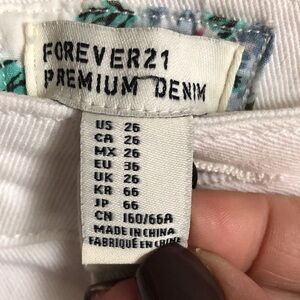 FOREVER21
PREMIUM DENIM
US 26
CA 26
MX 26
EU 36
UK 26
KR 66
JP 66
CN 160/66A
MADE IN CHINA
FABRIQUÉ EN CHINE